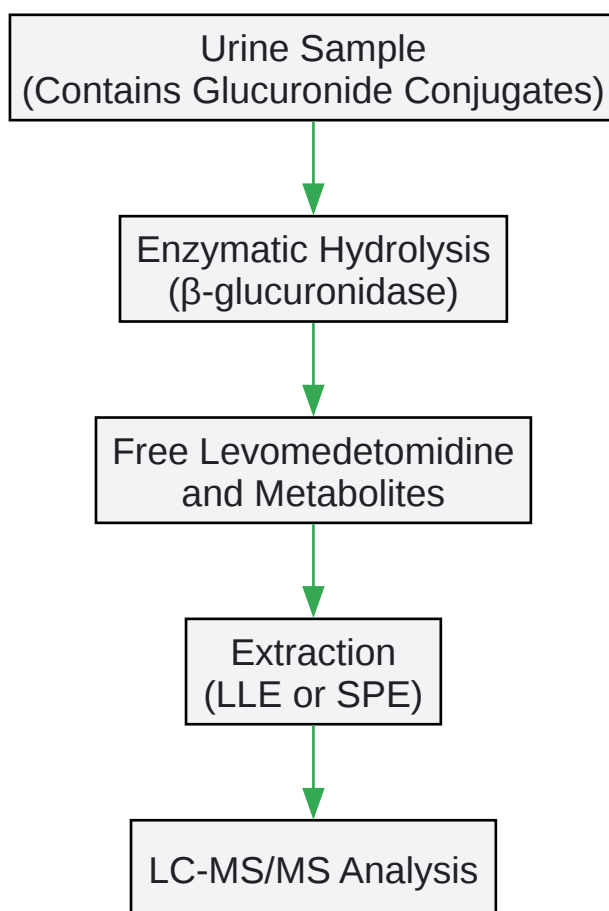 Urine Sample
(Contains Glucuronide Conjugates)
Enzymatic Hydrolysis
(β-glucuronidase)
Free Levomedetomidine
and Metabolites
Extraction
(LLE or SPE)
LC-MS/MS Analysis